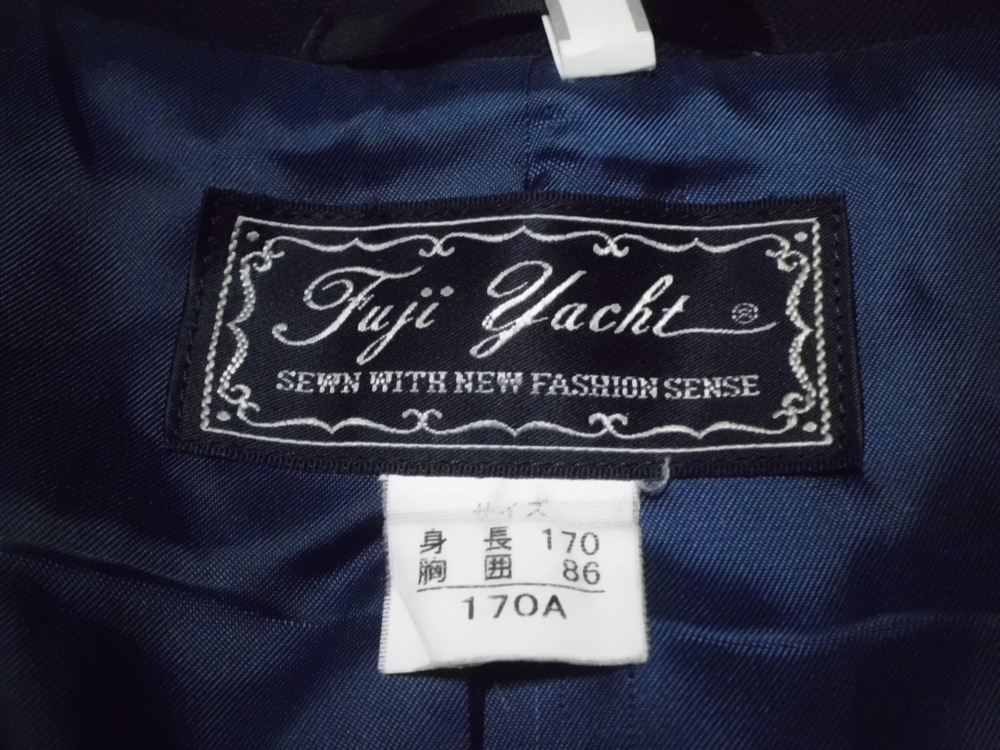 Fuji Yacht ®
SEWN WITH NEW FASHION SENSE
サイズ
身長 170
胸囲 86
170A